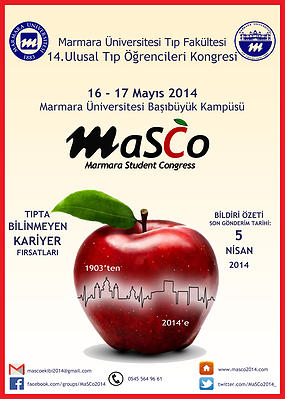 Marmara Üniversitesi Tıp Fakültesi
14.Ulusal Tıp Öğrencileri Kongresi
16 - 17 Mayıs 2014
Marmara Üniversitesi Başıbüyük Kampüsü
MaSCo
Marmara Student Congress
TIPTA
BİLİNMEYEN
KARİYER
FIRSATLARI
BİLDİRİ ÖZETİ
SON GÖNDERİM TARİHİ:
5
NİSAN
2014
1903'ten
2014'e
mascoekibi2014@gmail.com
facebook.com/groups/MaSCo2014
0545 564 96 61
www.masco2014.com
twitter.com/MaSCo2014_